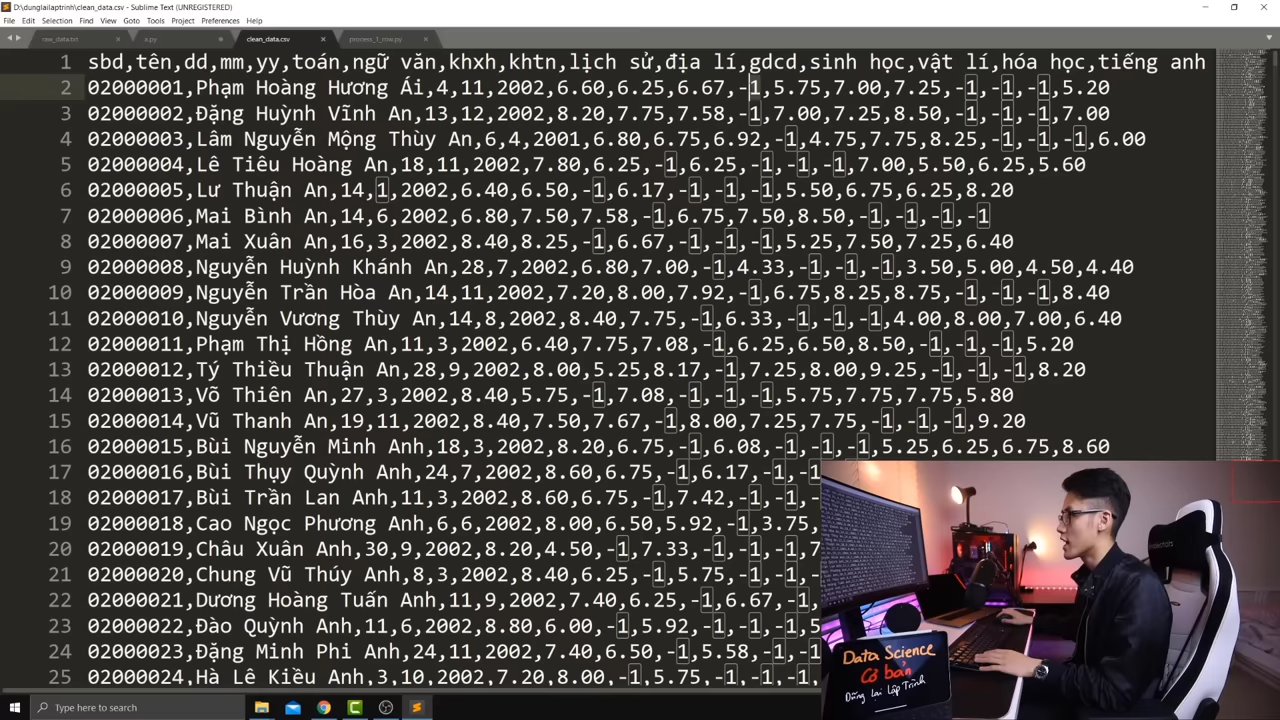 D:\dunglailaptrinh\clean_data.csv - Sublime Text (UNREGISTERED)
File Edit Selection Find View Goto Tools Project Preferences Help
raw_data.txt a.py clean_data.csv process_1_row.py
1 sbd,tên,dd,mm,yy,toán,ngữ văn,khxh,khtn,lịch sử,địa lí,gdcd,sinh học,vật lí,hóa học,tiếng anh
2 02000001,Phạm Hoàng Hương Ái,4,11,2002,6.60,6.25,6.67,-1,5.75,7.00,7.25,-1,-1,-1,5.20
3 02000002,Đặng Huỳnh Vĩnh An,13,12,2002,8.20,7.75,7.58,-1,7.00,7.25,8.50,-1,-1,-1,7.00
4 02000003,Lâm Nguyễn Mộng Thùy An,6,4,2001,6.80,6.75,6.92,-1,4.75,7.75,8.25,-1,-1,-1,6.00
5 02000004,Lê Tiêu Hoàng An,18,11,2002,7.60,6.25,-1,6.25,-1,-1,-1,7.00,5.50,6.25,5.60
6 02000005,Lư Thuận An,14,1,2002,6.40,6.50,-1,6.17,-1,-1,-1,5.50,6.75,6.25,8.20
7 02000006,Mai Bình An,14,6,2002,6.80,7.50,7.58,-1,6.75,7.50,8.50,-1,-1,-1,-1
8 02000007,Mai Xuân An,16,3,2002,8.40,8.25,-1,6.67,-1,-1,-1,5.25,7.50,7.25,6.40
9 02000008,Nguyễn Huỳnh Khánh An,28,7,2002,6.80,7.00,-1,4.33,-1,-1,-1,3.50,5.00,4.50,4.40
10 02000009,Nguyễn Trần Hòa An,14,11,2002,7.20,8.00,7.92,-1,6.75,8.25,8.75,-1,-1,-1,8.40
11 02000010,Nguyễn Vương Thùy An,14,8,2002,8.40,7.75,-1,6.33,-1,-1,-1,4.00,8.00,7.00,6.40
12 02000011,Phạm Thị Hồng An,11,3,2002,6.40,7.75,7.08,-1,6.25,6.50,8.50,-1,-1,-1,5.20
13 02000012,Tý Thiều Thuận An,28,9,2002,8.00,5.25,8.17,-1,7.25,8.00,9.25,-1,-1,-1,8.20
14 02000013,Võ Thiên An,27,3,2002,8.40,5.75,-1,7.08,-1,-1,-1,5.75,7.75,7.75,5.80
15 02000014,Vũ Thanh An,19,11,2002,8.40,7.50,7.67,-1,8.00,7.25,7.75,-1,-1,-1,9.20
16 02000015,Bùi Nguyễn Minh Anh,18,3,2002,8.20,6.75,-1,6.08,-1,-1,-1,5.25,6.25,6.75,8.60
17 02000016,Bùi Thụy Quỳnh Anh,24,7,2002,8.60,6.75,-1,6.17,-1,-1
18 02000017,Bùi Trần Lan Anh,11,3,2002,8.60,6.75,-1,7.42,-1,-1,-
19 02000018,Cao Ngọc Phương Anh,6,6,2002,8.00,6.50,5.92,-1,3.75,
20 02000019,Châu Xuân Anh,30,9,2002,8.20,4.50,-1,7.33,-1,-1,-1,7
21 02000020,Chung Vũ Thúy Anh,8,3,2002,8.40,6.25,-1,5.75,-1,-1,
22 02000021,Dương Hoàng Tuấn Anh,11,9,2002,7.40,6.25,-1,6.67,-1,
23 02000022,Đào Quỳnh Anh,11,6,2002,8.80,6.00,-1,5.92,-1,-1,-1,5
24 02000023,Đặng Minh Phi Anh,24,11,2002,7.40,6.50,-1,5.58,-1,-1
25 02000024,Hà Lê Kiều Anh,3,10,2002,7.20,8.00,-1,5.75,-1,-1,-1,
Data Science
Cơ bản
Đừng lại Lập Trình
Type here to search